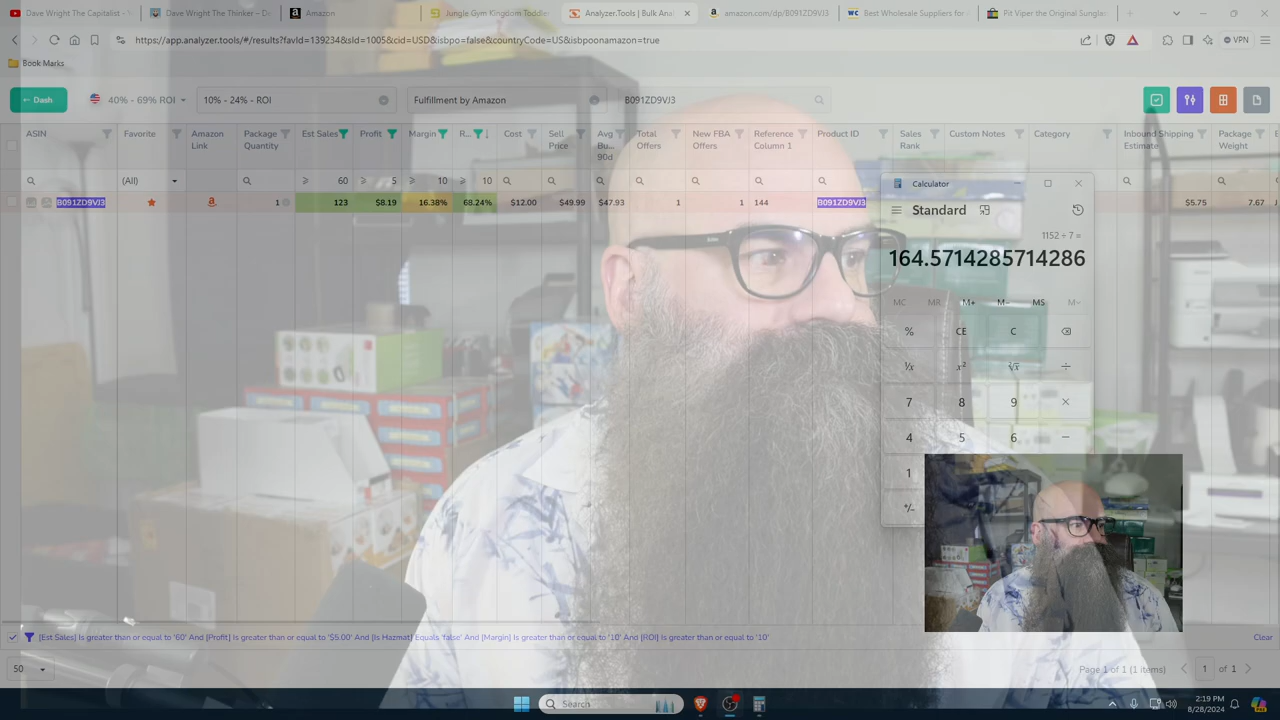 Dave Wright The Capitalist -
Dave Wright The Thinker -
Amazon
Jungle Gym Kingdom Toddle
Analyzer.Tools | Bulk An
amazon.com/dp/B091ZD9VJ3
Best Wholesale Suppliers for
Pit Viper the Original Sungla
https://app.analyzer.tools/#/results?favId=139234&sId=1005&cid=USD&isbpo=false&countryCode=US&isbpoonamazon=true
VPN
Book Marks
← Dash
40% - 69% ROI
10% - 24% - ROI
Fulfillment by Amazon
B091ZD9VJ3
ASIN
Favorite
Amazon Link
Package Quantity
Est Sales
Profit
Margin
R...
Cost
Sell Price
Avg Bu... 90d
Total Offers
New FBA Offers
Reference Column 1
Product ID
Sales Rank
Custom Notes
Category
Inbound Shipping Estimate
Package Weight
(All)
≥ 60
≥ 5
≥ 10
≥ 10
B091ZD9VJ3
1
123
$8.19
16.38%
68.24%
$12.00
$49.99
$47.93
1
1
144
B091ZD9VJ3
$5.75
7.67
Calculator
Standard
1152 ÷ 7 =
164.5714285714286
MC MR M+ M- MS M
% CE C
¹/x x² ²√x ÷
7 8 9 ×
4 5 6 −
1
+/-
[Est Sales] Is greater than or equal to '60' And [Profit] Is greater than or equal to '$5.00' And [Is Hazmat] Equals 'false' And [Margin] Is greater than or equal to '10' And [ROI] Is greater than or equal to '10'
Clear
50
Page 1 of 1 (1 items)
1 of 1
Search
2:19 PM
8/28/2024